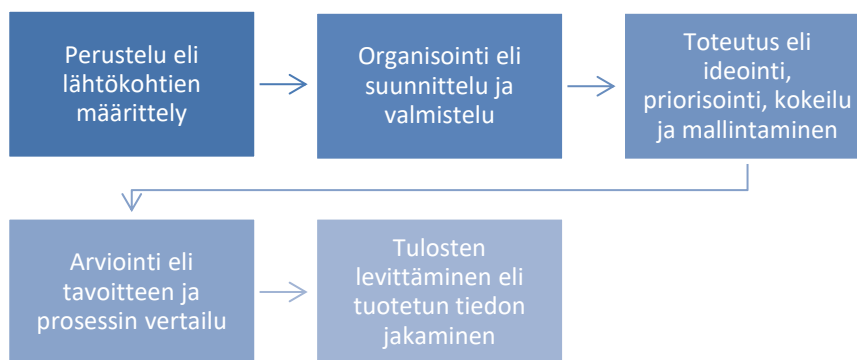 Perustelu eli
lähtökohtien
määrittely
Organisointi eli
suunnittelu ja
valmistelu
Toteutus eli
ideointi,
priorisointi, kokeilu
ja mallintaminen
Arviointi eli
tavoitteen ja
prosessin vertailu
Tulosten
levittäminen eli
tuotetun tiedon
jakaminen